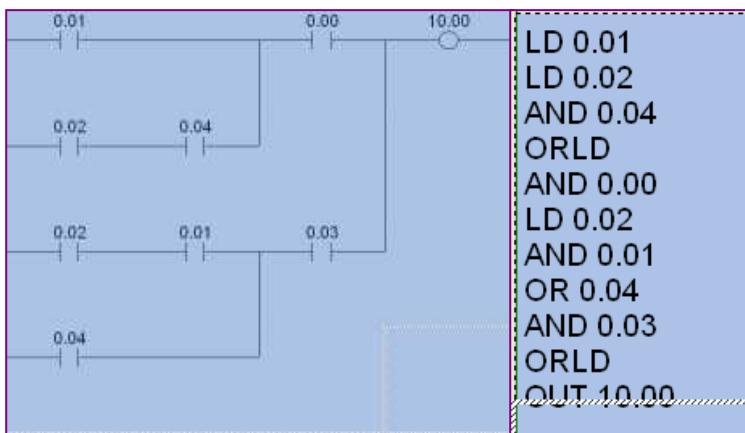 0.01 0.00 10.00
0.02 0.04
0.02 0.01 0.03
0.04
LD 0.01
LD 0.02
AND 0.04
ORLD
AND 0.00
LD 0.02
AND 0.01
OR 0.04
AND 0.03
ORLD
OUT 10.00